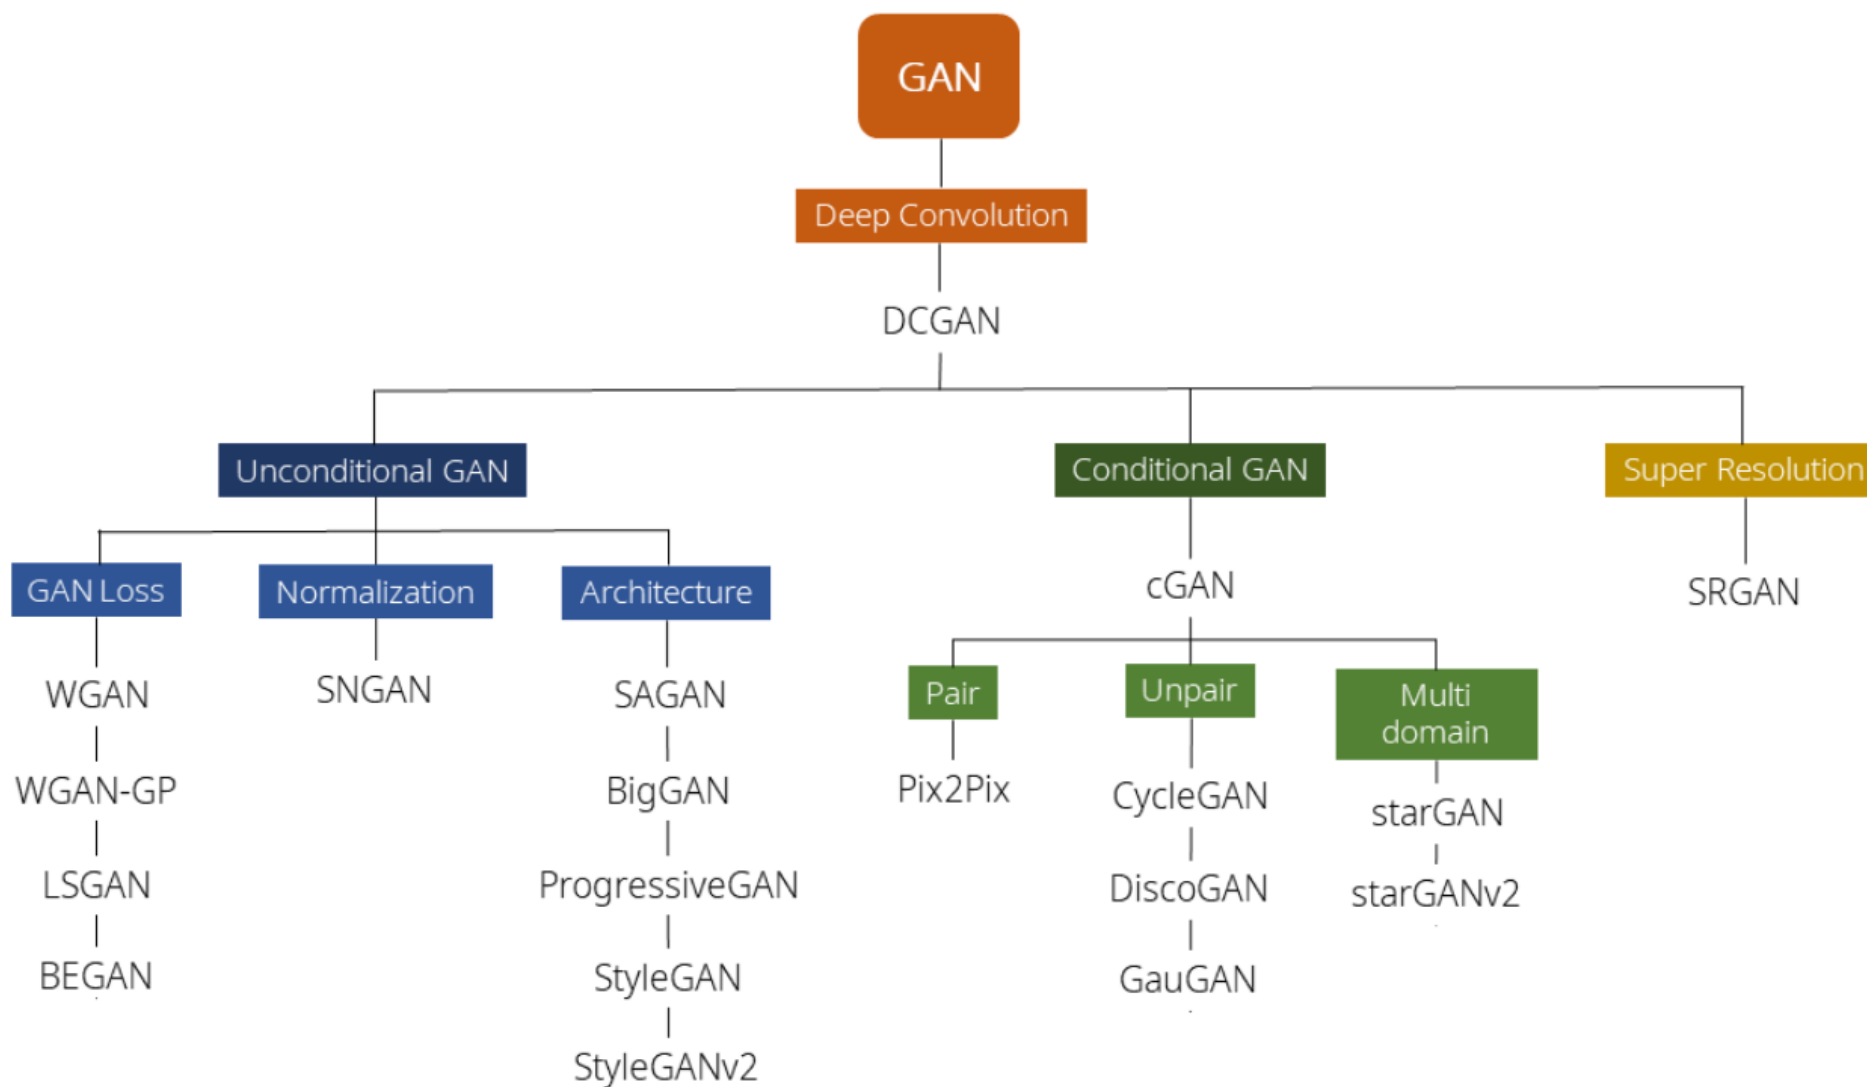 GAN
Deep Convolution
DCGAN
Unconditional GAN
Conditional GAN
Super Resolution
GAN Loss
Normalization
Architecture
cGAN
SRGAN
WGAN
SNGAN
SAGAN
Pair
Unpair
Multi
domain
WGAN-GP
BigGAN
Pix2Pix
CycleGAN
starGAN
LSGAN
ProgressiveGAN
DiscoGAN
starGANv2
BEGAN
StyleGAN
GauGAN
StyleGANv2